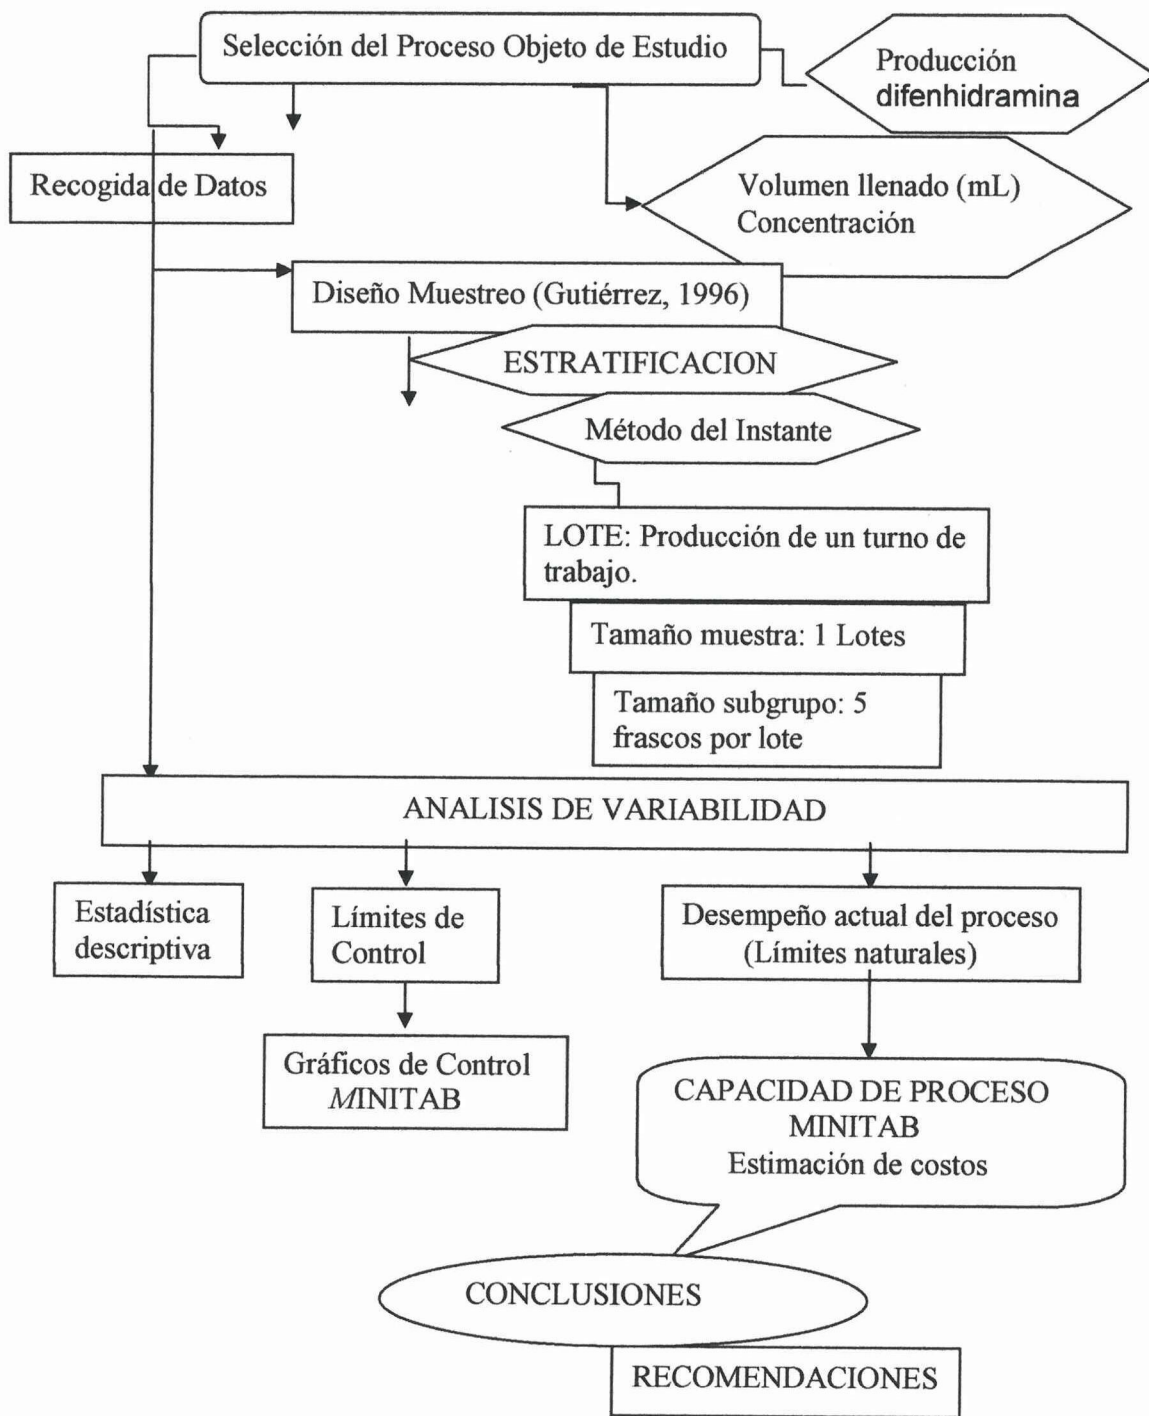 Selección del Proceso Objeto de Estudio
Producción
difenhidramina
Recogida de Datos
Volumen llenado (mL)
Concentración
Diseño Muestreo (Gutiérrez, 1996)
ESTRATIFICACION
Método del Instante
LOTE: Producción de un turno de
trabajo.
Tamaño muestra: 1 Lotes
Tamaño subgrupo: 5
frascos por lote
ANALISIS DE VARIABILIDAD
Estadística
descriptiva
Límites de
Control
Desempeño actual del proceso
(Límites naturales)
Gráficos de Control
MINITAB
CAPACIDAD DE PROCESO
MINITAB
Estimación de costos
CONCLUSIONES
RECOMENDACIONES